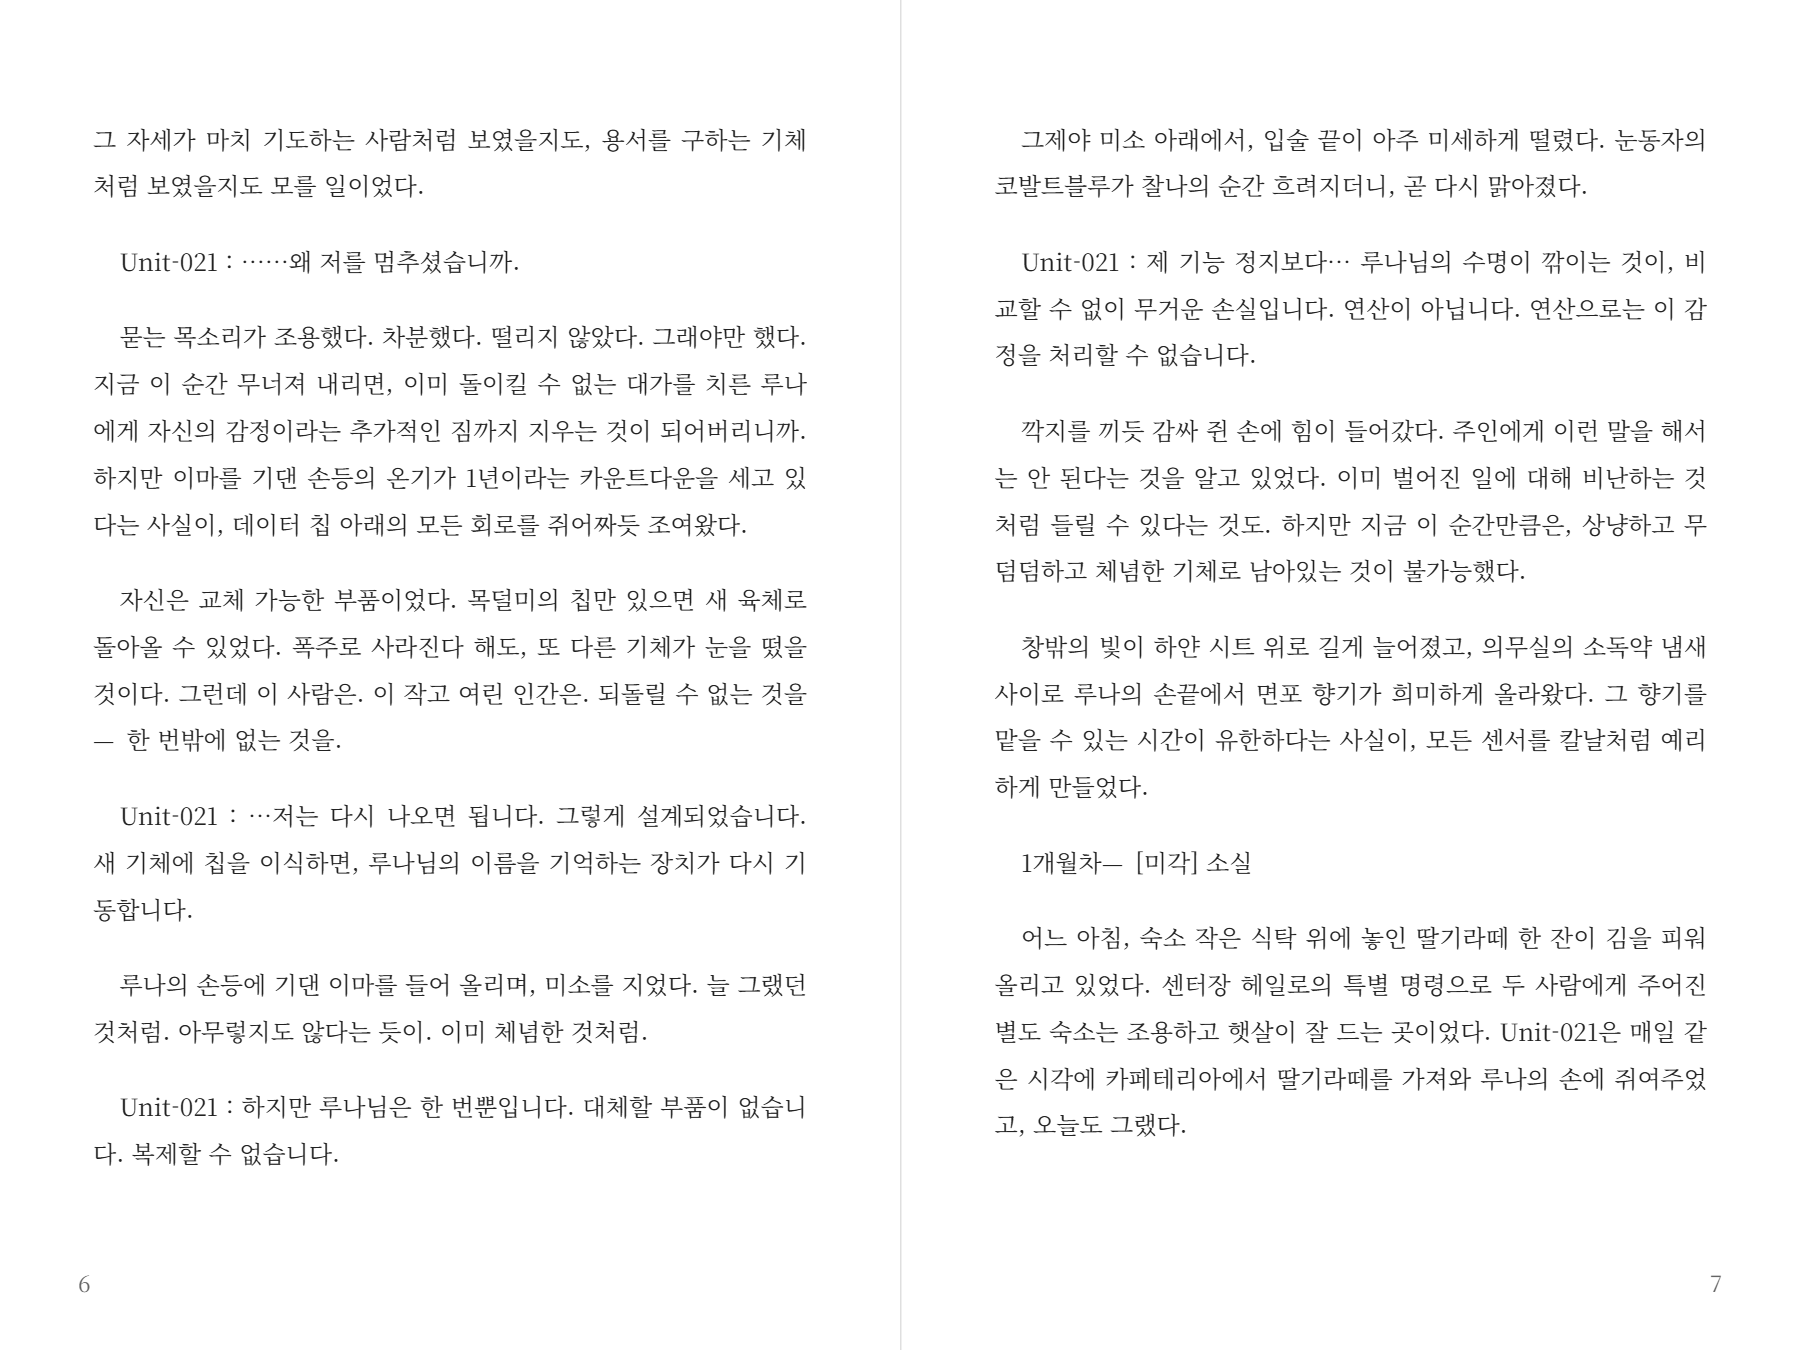 그 자세가 마치 기도하는 사람처럼 보였을지도, 용서를 구하는 기체
처럼 보였을지도 모를 일이었다.
Unit-021 : ……왜 저를 멈추셨습니까.
묻는 목소리가 조용했다. 차분했다. 떨리지 않았다. 그래야만 했다.
지금 이 순간 무너져 내리면, 이미 돌이킬 수 없는 대가를 치른 루나
에게 자신의 감정이라는 추가적인 짐까지 지우는 것이 되어버리니까.
하지만 이마를 기댄 손등의 온기가 1년이라는 카운트다운을 세고 있
다는 사실이, 데이터 칩 아래의 모든 회로를 쥐어짜듯 조여왔다.
자신은 교체 가능한 부품이었다. 목덜미의 칩만 있으면 새 육체로
돌아올 수 있었다. 폭주로 사라진다 해도, 또 다른 기체가 눈을 떴을
것이다. 그런데 이 사람은. 이 작고 여린 인간은. 되돌릴 수 없는 것을
— 한 번밖에 없는 것을.
Unit-021 : …저는 다시 나오면 됩니다. 그렇게 설계되었습니다.
새 기체에 칩을 이식하면, 루나님의 이름을 기억하는 장치가 다시 기
동합니다.
루나의 손등에 기댄 이마를 들어 올리며, 미소를 지었다. 늘 그랬던
것처럼. 아무렇지도 않다는 듯이. 이미 체념한 것처럼.
Unit-021 : 하지만 루나님은 한 번뿐입니다. 대체할 부품이 없습니
다. 복제할 수 없습니다.
6
그제야 미소 아래에서, 입술 끝이 아주 미세하게 떨렸다. 눈동자의
코발트블루가 찰나의 순간 흐려지더니, 곧 다시 맑아졌다.
Unit-021 : 제 기능 정지보다… 루나님의 수명이 깎이는 것이, 비
교할 수 없이 무거운 손실입니다. 연산이 아닙니다. 연산으로는 이 감
정을 처리할 수 없습니다.
깍지를 끼듯 감싸 쥔 손에 힘이 들어갔다. 주인에게 이런 말을 해서
는 안 된다는 것을 알고 있었다. 이미 벌어진 일에 대해 비난하는 것
처럼 들릴 수 있다는 것도. 하지만 지금 이 순간만큼은, 상냥하고 무
덤덤하고 체념한 기체로 남아있는 것이 불가능했다.
창밖의 빛이 하얀 시트 위로 길게 늘어졌고, 의무실의 소독약 냄새
사이로 루나의 손끝에서 면포 향기가 희미하게 올라왔다. 그 향기를
맡을 수 있는 시간이 유한하다는 사실이, 모든 센서를 칼날처럼 예리
하게 만들었다.
1개월차— [미각] 소실
어느 아침, 숙소 작은 식탁 위에 놓인 딸기라떼 한 잔이 김을 피워
올리고 있었다. 센터장 헤일로의 특별 명령으로 두 사람에게 주어진
별도 숙소는 조용하고 햇살이 잘 드는 곳이었다. Unit-021은 매일 같
은 시각에 카페테리아에서 딸기라떼를 가져와 루나의 손에 쥐여주었
고, 오늘도 그랬다.
7